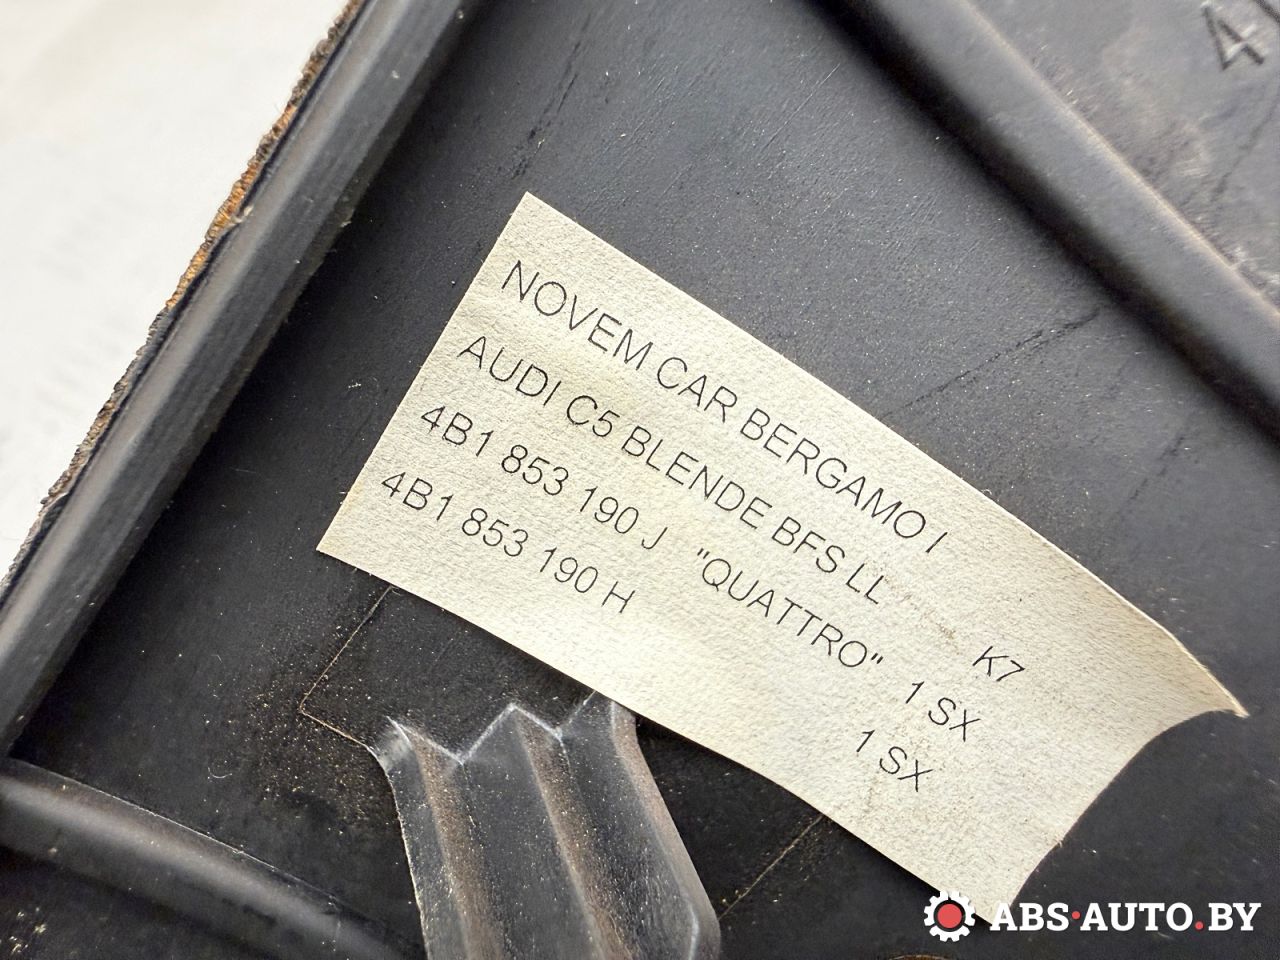 NOVEM CAR BERGAMO I
AUDI C5 BLENDE BFS LL K7
4B1 853 190 J "QUATTRO" 1 SX
4B1 853 190 H 1 SX
ABS·AUTO.BY